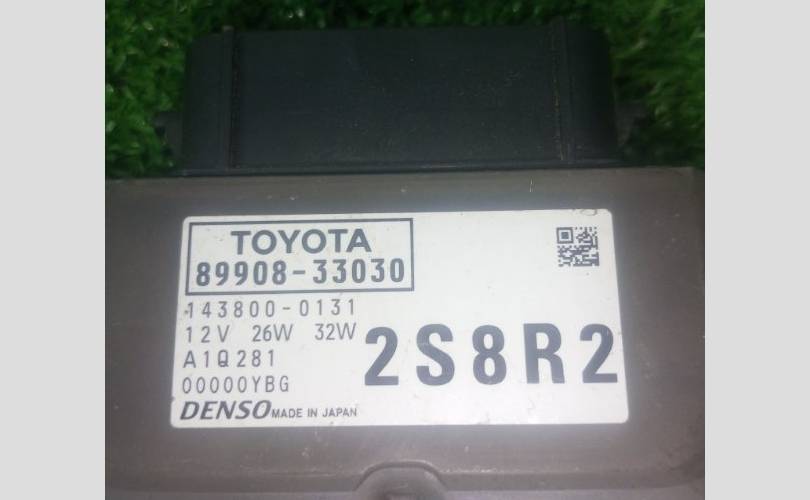 TOYOTA
89908-33030
143800-0131
12V 26W 32W
A1Q281
00000YBG
2S8R2
DENSO MADE IN JAPAN